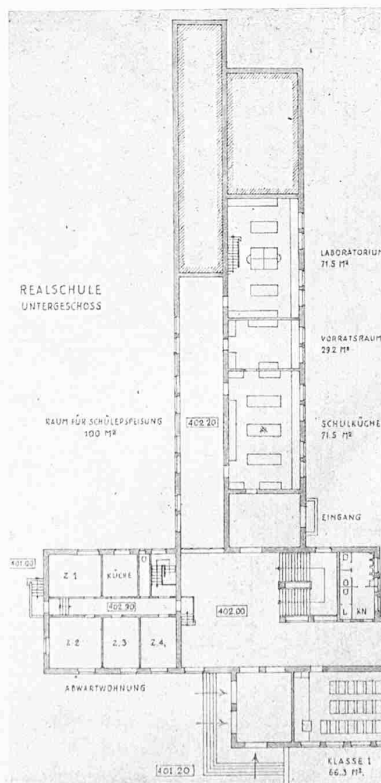 REALSCHULE
UNTERGESCHOSS
LABORATORIUM
71.5 M²
VORRATSRAUM
29.2 M²
RAUM FÜR SCHÜLERSPEISUNG
100 M²
402.20
SCHULKÜCHE
71.5 M²
EINGANG
401.00
Z 1
KÜCHE
402.90
402.00
Z.2
Z.3
Z.4
L
KN
ABWARTWOHNUNG
401.20
KLASSE I
66.3 M².